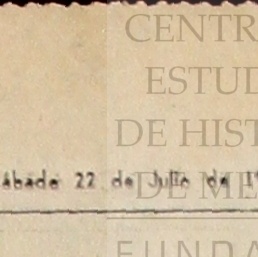 CENTR
ESTUD
DE HIST
ábado 22 de Julio de 1
DE ME
FUNDA